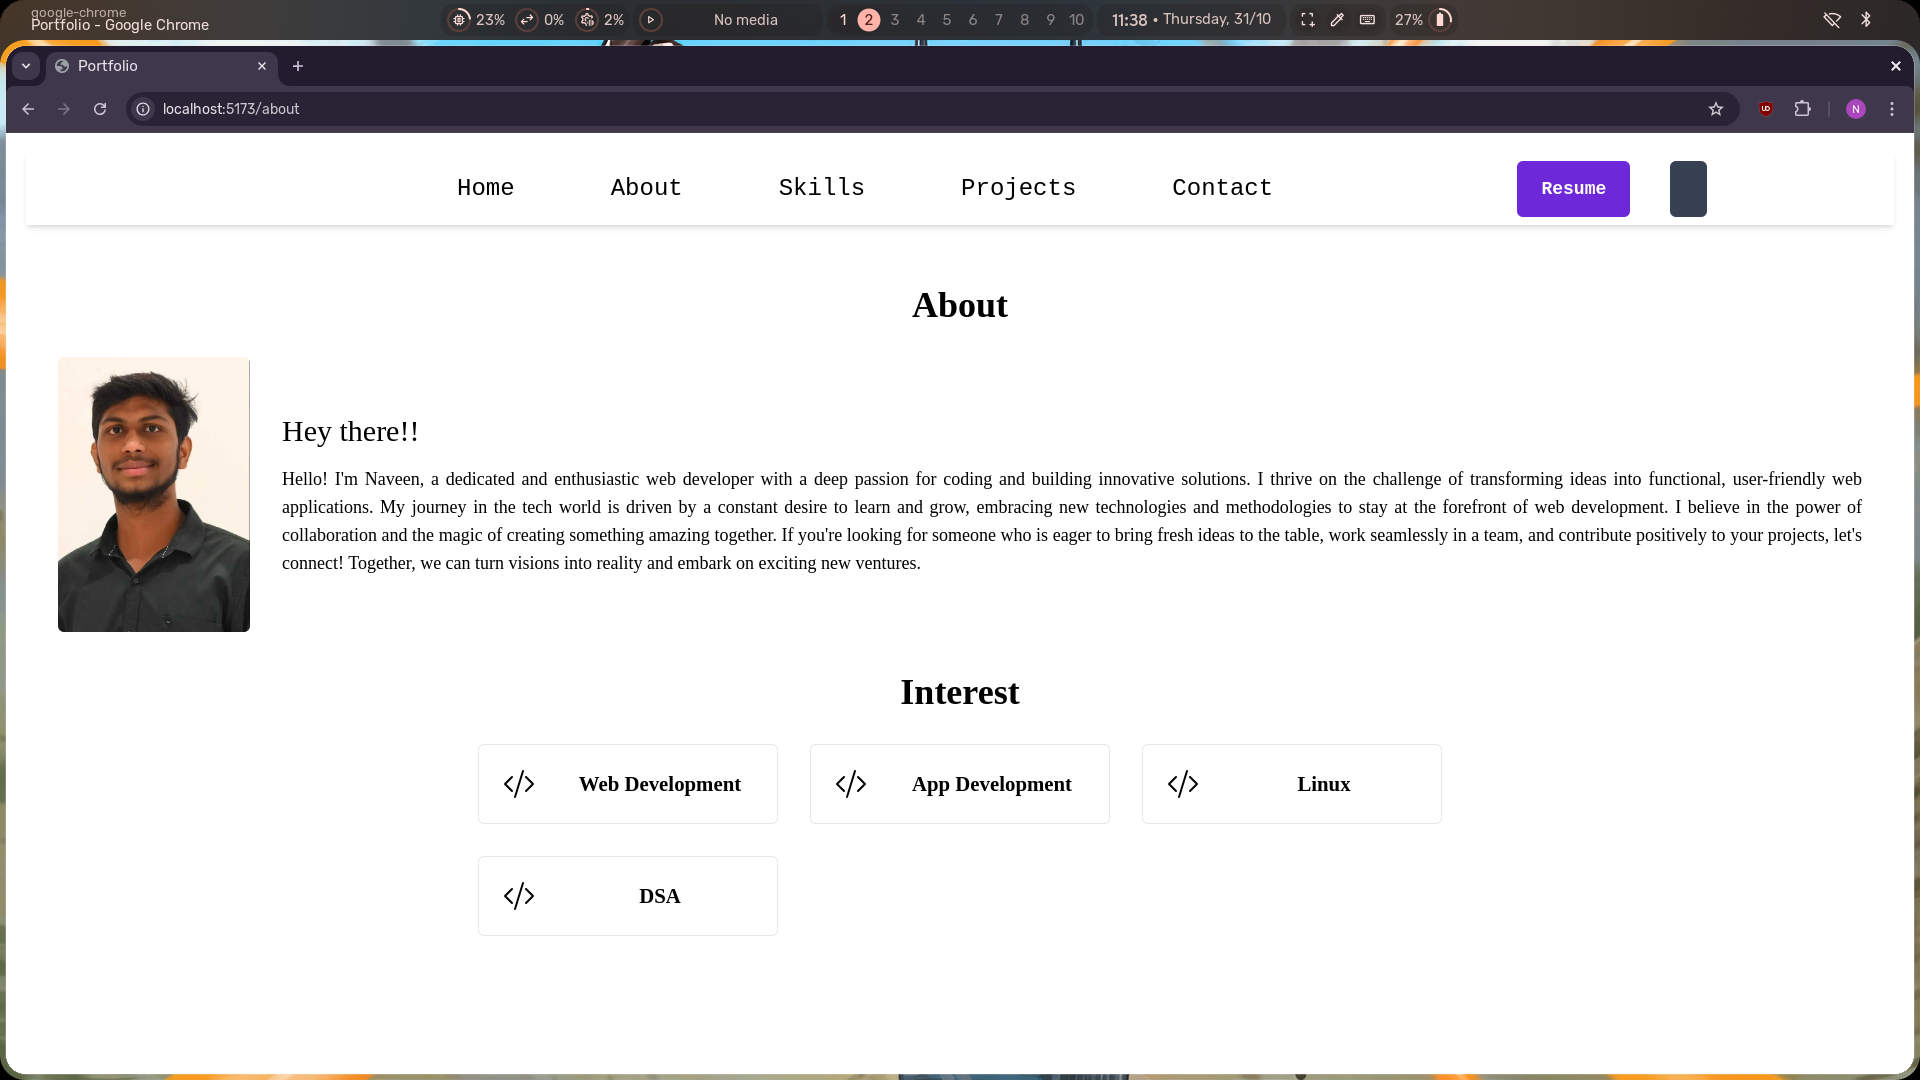 google-chrome
Portfolio - Google Chrome
23% 0% 2% No media 1 2 3 4 5 6 7 8 9 10 11:38 • Thursday, 31/10 27%
Portfolio
localhost:5173/about
N
Home About Skills Projects Contact Resume
About
Hey there!!
Hello! I'm Naveen, a dedicated and enthusiastic web developer with a deep passion for coding and building innovative solutions. I thrive on the challenge of transforming ideas into functional, user-friendly web
applications. My journey in the tech world is driven by a constant desire to learn and grow, embracing new technologies and methodologies to stay at the forefront of web development. I believe in the power of
collaboration and the magic of creating something amazing together. If you're looking for someone who is eager to bring fresh ideas to the table, work seamlessly in a team, and contribute positively to your projects, let's
connect! Together, we can turn visions into reality and embark on exciting new ventures.
Interest
Web Development App Development Linux
DSA